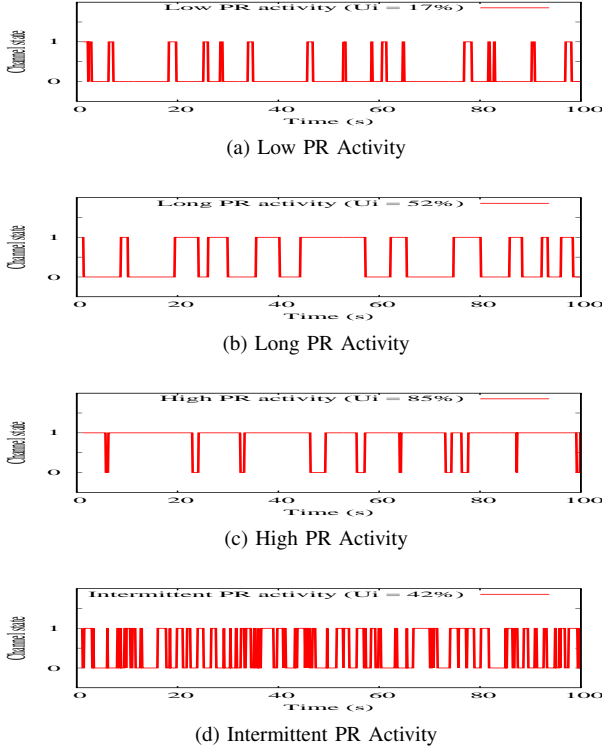 Low PR activity (Ui = 17%)
Channel state
1
0
0 20 40 60 80 100
Time (s)
(a) Low PR Activity
Long PR activity (Ui = 52%)
Channel state
1
0
0 20 40 60 80 100
Time (s)
(b) Long PR Activity
High PR activity (Ui = 85%)
Channel state
1
0
0 20 40 60 80 100
Time (s)
(c) High PR Activity
Intermittent PR activity (Ui = 42%)
Channel state
1
0
0 20 40 60 80 100
Time (s)
(d) Intermittent PR Activity